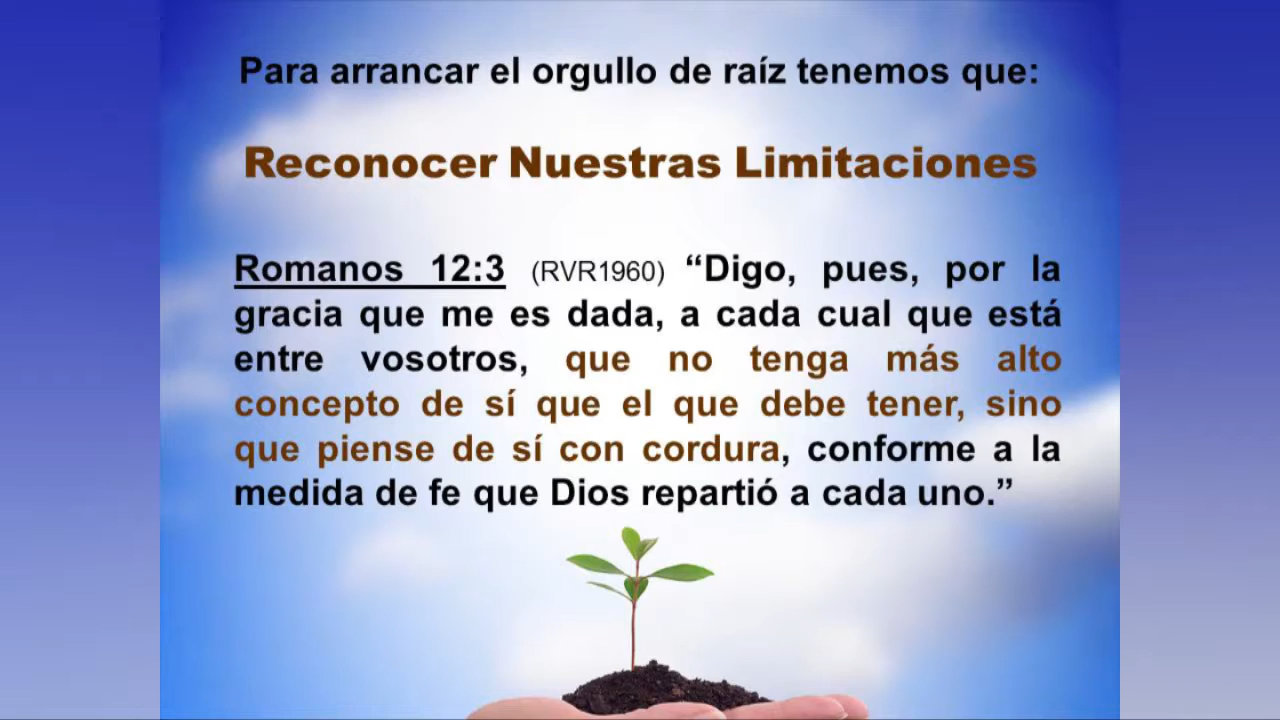 Para arrancar el orgullo de raíz tenemos que:
Reconocer Nuestras Limitaciones
Romanos 12:3 (RVR1960) “Digo, pues, por la
gracia que me es dada, a cada cual que está
entre vosotros, que no tenga más alto
concepto de sí que el que debe tener, sino
que piense de sí con cordura, conforme a la
medida de fe que Dios repartió a cada uno.”